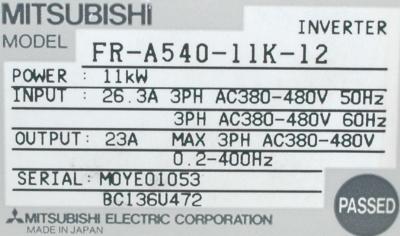 MITSUBISHI
INVERTER
MODEL FR-A540-11K-12
POWER : 11kW
INPUT : 26.3A 3PH AC380-480V 50Hz
3PH AC380-480V 60Hz
OUTPUT: 23A MAX 3PH AC380-480V
0.2-400Hz
SERIAL: M0YE01053
BC136U472
PASSED
MITSUBISHI ELECTRIC CORPORATION
MADE IN JAPAN